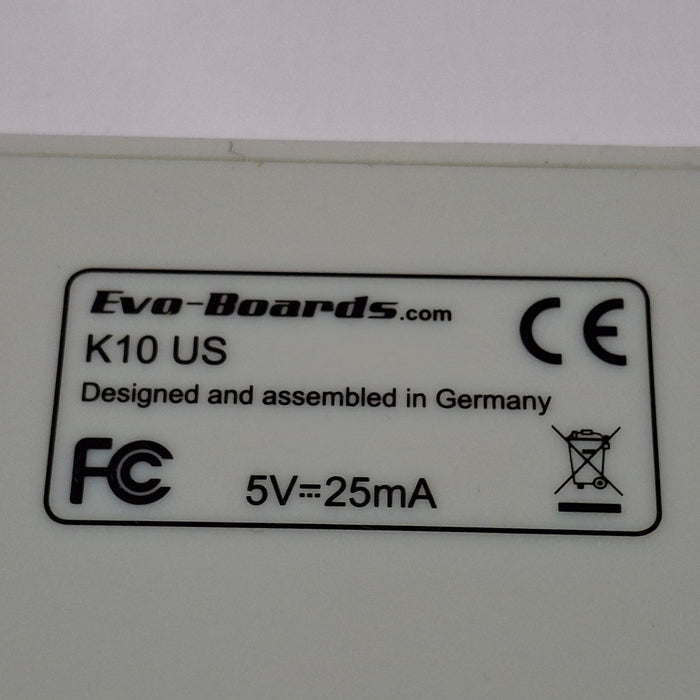 Evo-Boards.com
K10 US
Designed and assembled in Germany
5V⎓25mA
CE
FC